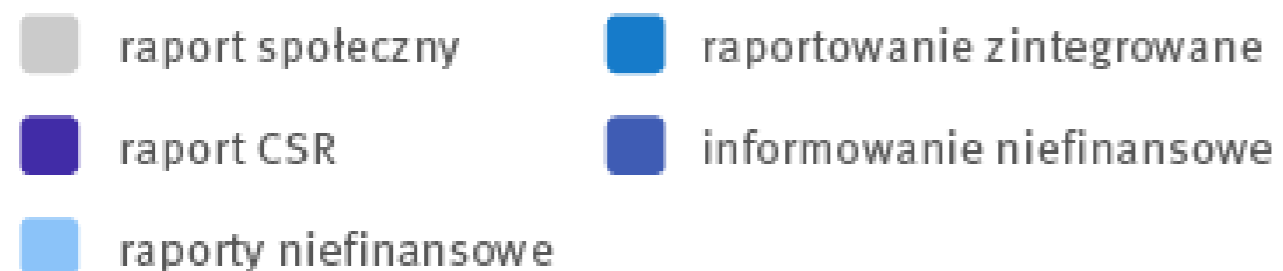 raport społeczny
raportowanie zintegrowane
raport CSR
informowanie niefinansowe
raporty niefinansowe